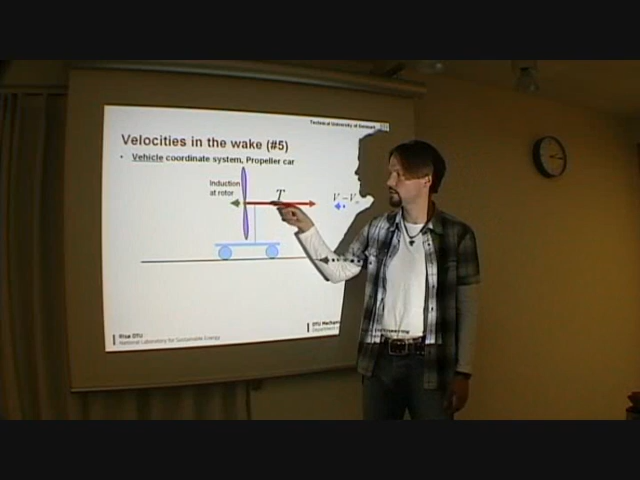 Technical University of Denmark
Velocities in the wake (#5)
• Vehicle coordinate system, Propeller car
Induction
at rotor
T
Risø DTU
National Laboratory for Sustainable Energy
DTU
Department